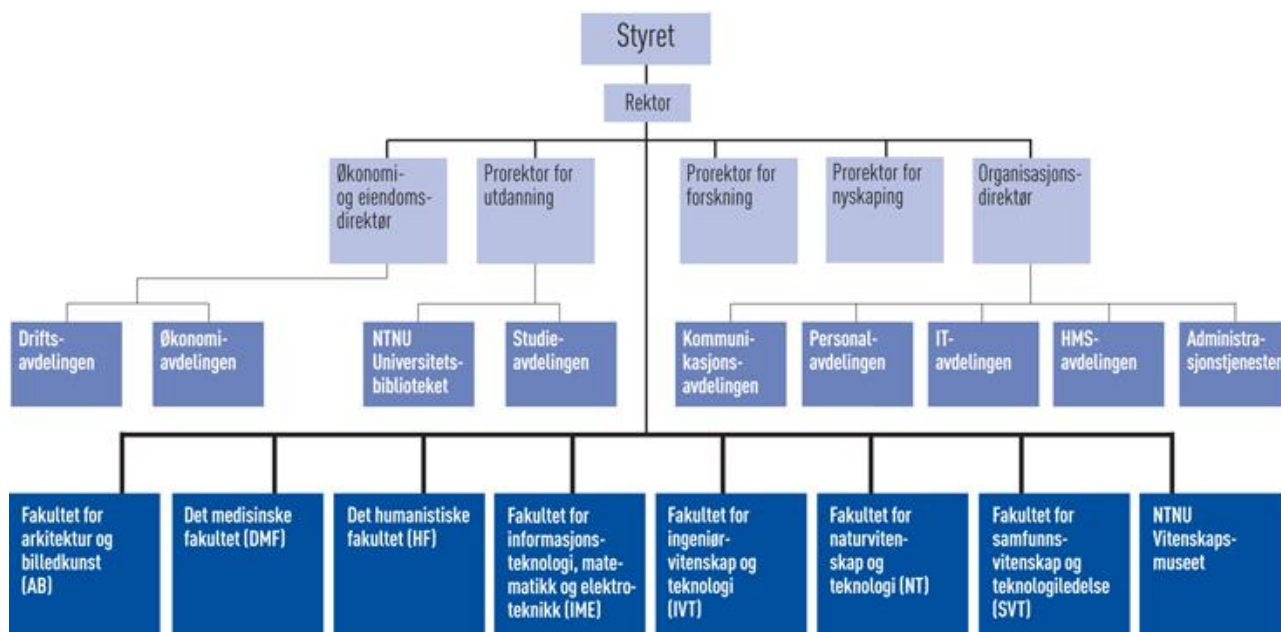 Styret
Rektor
Økonomi-
og eiendoms-
direktør
Prorektor for
utdanning
Prorektor for
forskning
Prorektor for
nyskaping
Organisasjons-
direktør
Drifts-
avdelingen
Økonomi-
avdelingen
NTNU
Universitets-
biblioteket
Studie-
avdelingen
Kommuni-
kasjons-
avdelingen
Personal-
avdelingen
IT-
avdelingen
HMS-
avdelingen
Administra-
sjonstjenesten
Fakultet for
arkitektur og
billedkunst
(AB)
Det medisinske
fakultet (DMF)
Det humanistiske
fakultet (HF)
Fakultet for
informasjons-
teknologi, mate-
matikk og elektro-
teknikk (IME)
Fakultet for
ingeniør-
vitenskap og
teknologi
(IVT)
Fakultet for
naturviten-
skap og
teknologi (NT)
Fakultet for
samfunns-
vitenskap og
teknologiledelse
(SVT)
NTNU
Vitenskaps-
museet